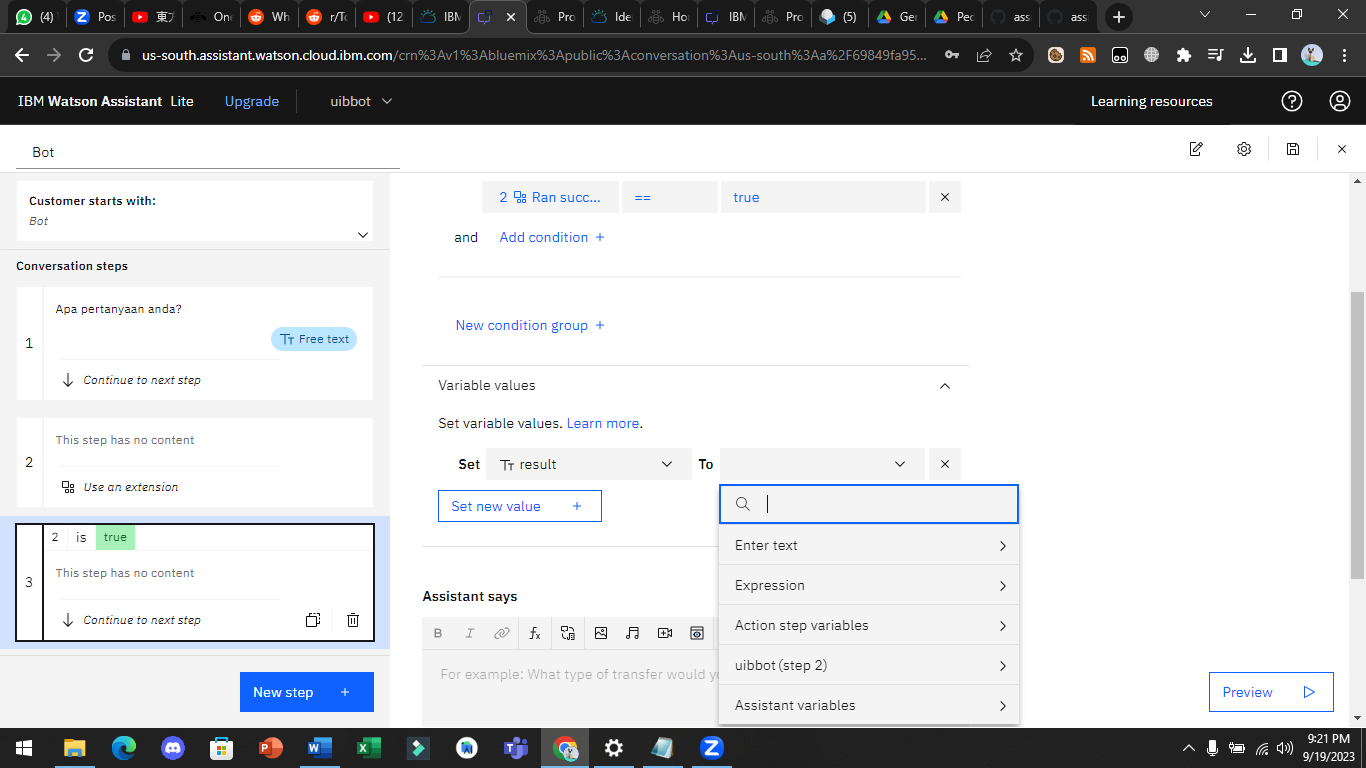 (4)
Pos
東方
On
Wh
r/To
(12
IBM
Pro
Ide
Ho
IBM
Pro
(5)
Ger
Ped
ass
ass
us-south.assistant.watson.cloud.ibm.com/crn%3Av1%3Abluemix%3Apublic%3Aconversation%3Aus-south%3Aa%2F69849fa95...
IBM Watson Assistant Lite Upgrade uibbot Learning resources
Bot
Customer starts with:
Bot
Conversation steps
1
Apa pertanyaan anda?
Free text
Continue to next step
2
This step has no content
Use an extension
2 is true
3
This step has no content
Continue to next step
New step +
2 Ran succ... == true
and Add condition +
New condition group +
Variable values
Set variable values. Learn more.
Set result To
Set new value +
Enter text
Expression
Action step variables
uibbot (step 2)
Assistant variables
Assistant says
B I fx
For example: What type of transfer would yo
Preview
9:21 PM
9/19/2023